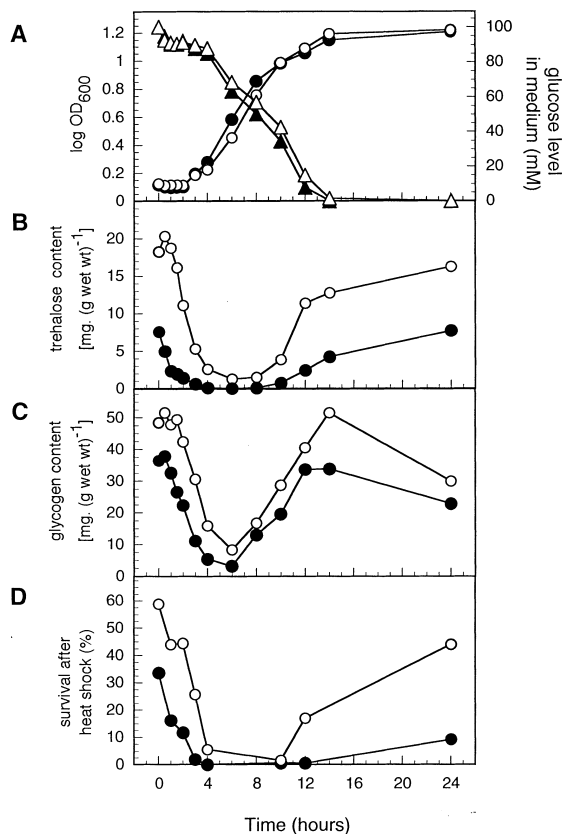 A
1.2
1
0.8
0.6
0.4
0.2
0
log OD600
100
80
60
40
20
0
glucose level
in medium (mM)
B
20
15
10
5
0
trehalose content
[mg. (g wet wt)-1]
C
50
40
30
20
10
0
glycogen content
[mg. (g wet wt)-1]
D
60
50
40
30
20
10
0
survival after
heat shock (%)
0 4 8 12 16 20 24
Time (hours)